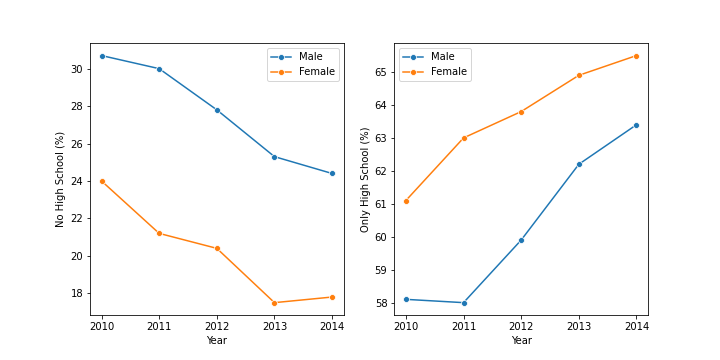 No High School (%)
30
28
26
24
22
20
18
2010 2011 2012 2013 2014
Year
Male
Female
Only High School (%)
65
64
63
62
61
60
59
58
2010 2011 2012 2013 2014
Year
Male
Female